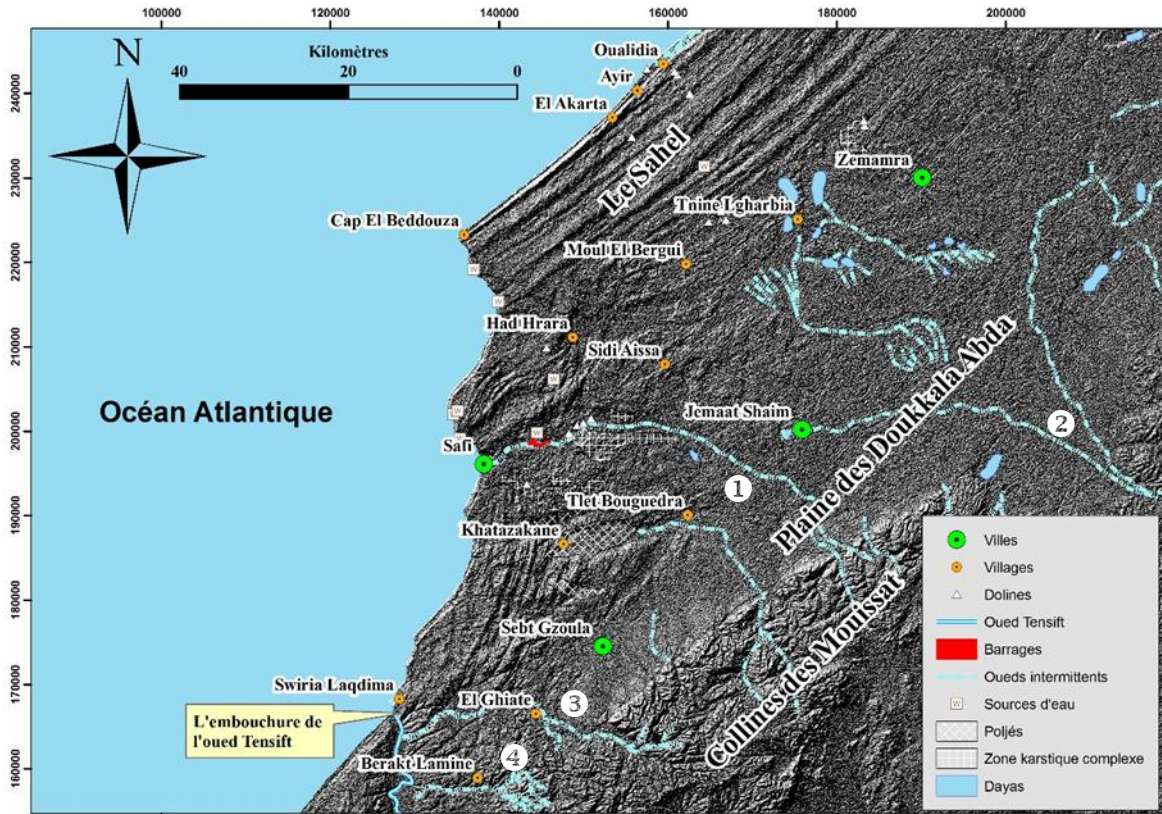 100000 120000 140000 160000 180000 200000
N
Kilomètres
40 20 0
240000
230000
220000
210000
200000
190000
180000
170000
160000
Oualidia
Ayir
El Akarta
Le Sahel
Zemamra
Tnine Lgharbia
Cap El Beddouza
Moul El Bergui
Had Hrara
Sidi Aissa
Océan Atlantique
Jemaat Shaim
Safi
Plaine des Doukkala Abda
2
1
Tlet Bouguedra
Khatazakane
Sebt Gzoula
Collines des Mouissat
Swiria Laqdima
El Ghiate
3
L'embouchure de
l'oued Tensift
4
Berakt Lamine
Villes
Villages
Dolines
Oued Tensift
Barrages
Oueds intermittents
W Sources d'eau
Poljés
Zone karstique complexe
Dayas
W
W
W
W
W
W
W